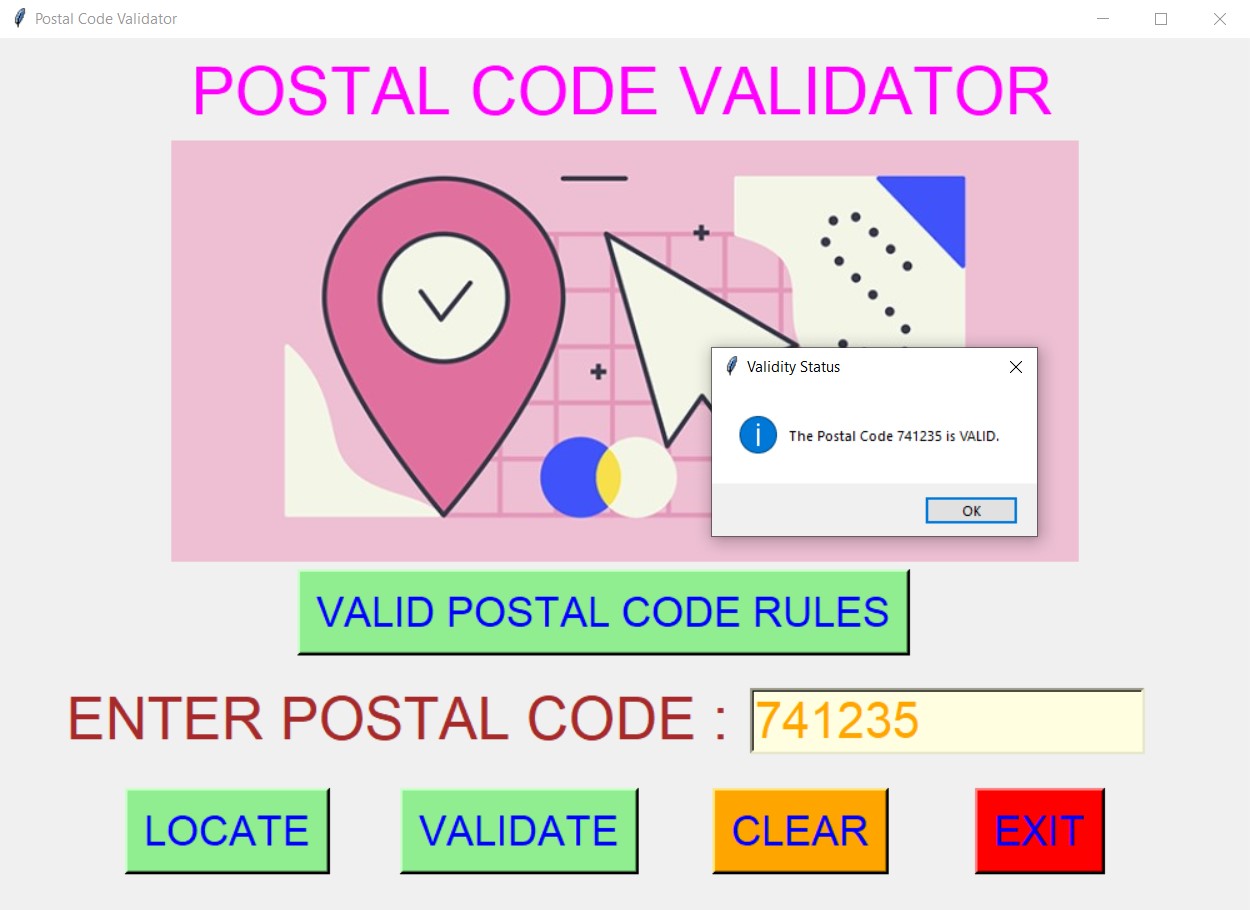 Postal Code Validator
POSTAL CODE VALIDATOR
Validity Status
The Postal Code 741235 is VALID.
OK
VALID POSTAL CODE RULES
ENTER POSTAL CODE : 741235
LOCATE VALIDATE CLEAR EXIT